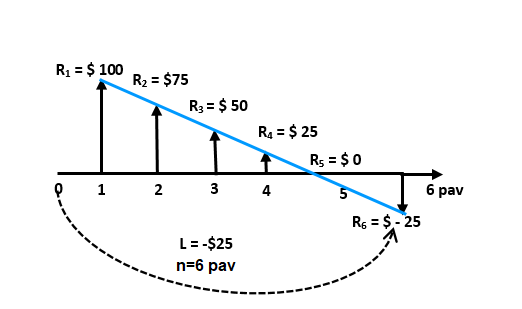 R₁ = $ 100
R₂ = $75
R₃ = $ 50
R₄ = $ 25
R₅ = $ 0
0 1 2 3 4 5 6 pav
R₆ = $ - 25
L = -$25
n=6 pav